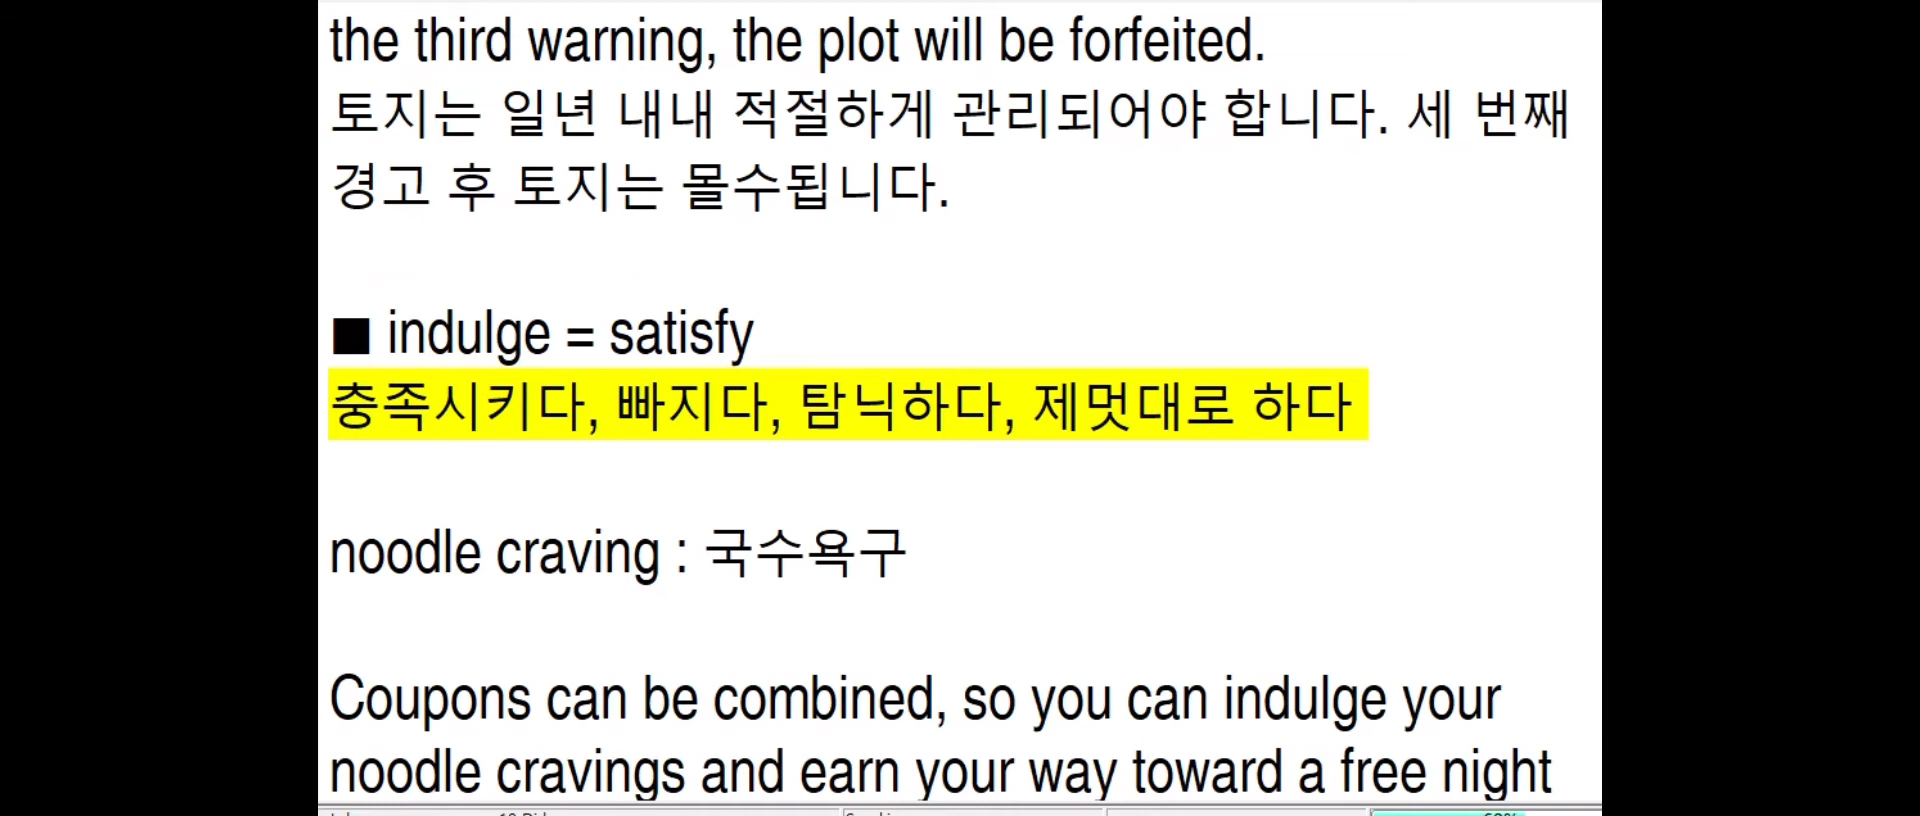 the third warning, the plot will be forfeited.
토지는 일년 내내 적절하게 관리되어야 합니다. 세 번째
경고 후 토지는 몰수됩니다.
■ indulge = satisfy
충족시키다, 빠지다, 탐닉하다, 제멋대로 하다
noodle craving : 국수욕구
Coupons can be combined, so you can indulge your
noodle cravings and earn your way toward a free night